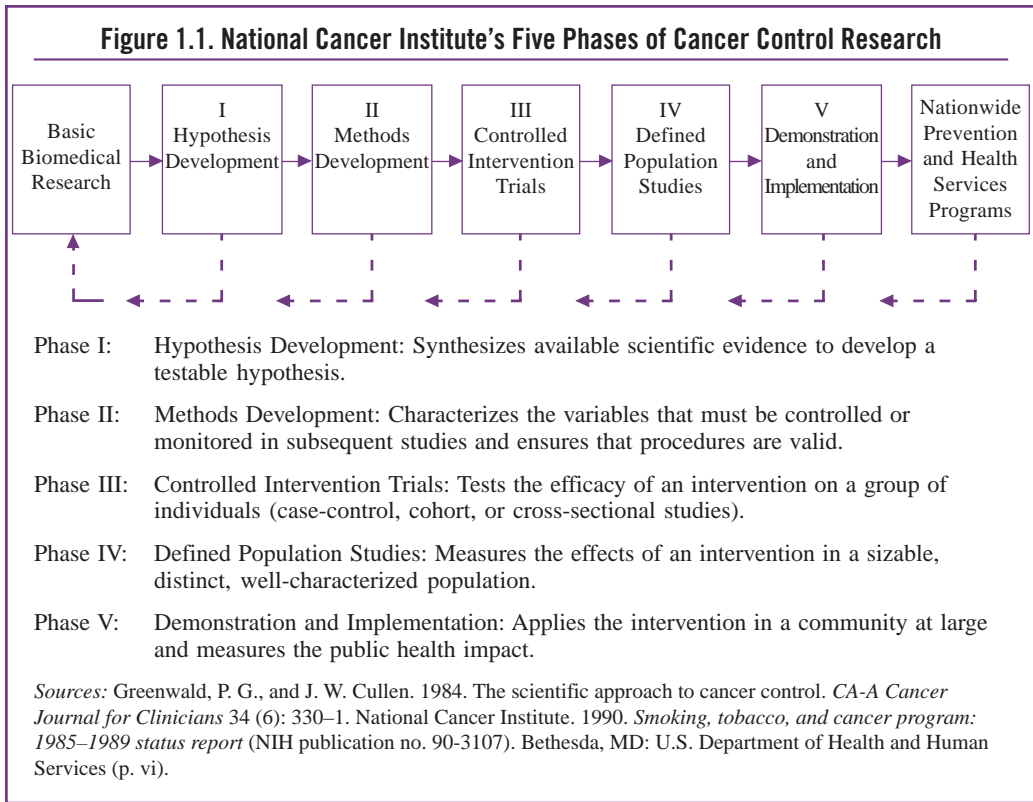 Figure 1.1. National Cancer Institute's Five Phases of Cancer Control Research
Basic
Biomedical
Research
I
Hypothesis
Development
II
Methods
Development
III
Controlled
Intervention
Trials
IV
Defined
Population
Studies
V
Demonstration
and
Implementation
Nationwide
Prevention
and Health
Services
Programs
Phase I: Hypothesis Development: Synthesizes available scientific evidence to develop a
testable hypothesis.
Phase II: Methods Development: Characterizes the variables that must be controlled or
monitored in subsequent studies and ensures that procedures are valid.
Phase III: Controlled Intervention Trials: Tests the efficacy of an intervention on a group of
individuals (case-control, cohort, or cross-sectional studies).
Phase IV: Defined Population Studies: Measures the effects of an intervention in a sizable,
distinct, well-characterized population.
Phase V: Demonstration and Implementation: Applies the intervention in a community at large
and measures the public health impact.
Sources: Greenwald, P. G., and J. W. Cullen. 1984. The scientific approach to cancer control. CA-A Cancer
Journal for Clinicians 34 (6): 330–1. National Cancer Institute. 1990. Smoking, tobacco, and cancer program:
1985–1989 status report (NIH publication no. 90-3107). Bethesda, MD: U.S. Department of Health and Human
Services (p. vi).